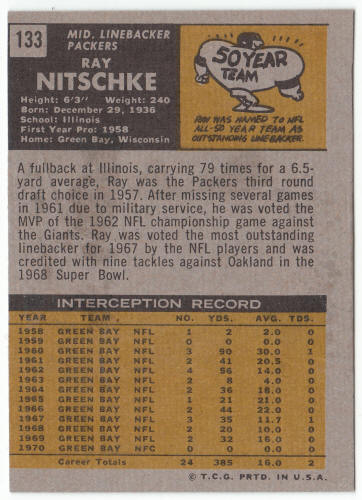 133
MID. LINEBACKER
PACKERS
RAY
NITSCHKE
Height: 6'3" Weight: 240
Born: December 29, 1936
School: Illinois
First Year Pro: 1958
Home: Green Bay, Wisconsin
50 YEAR
TEAM
RAY WAS NAMED TO NFL
ALL-50 YEAR TEAM AS
OUTSTANDING LINEBACKER.
A fullback at Illinois, carrying 79 times for a 6.5-
yard average, Ray was the Packers third round
draft choice in 1957. After missing several games
in 1961 due to military service, he was voted the
MVP of the 1962 NFL championship game against
the Giants. Ray was voted the most outstanding
linebacker for 1967 by the NFL players and was
credited with nine tackles against Oakland in the
1968 Super Bowl.
INTERCEPTION RECORD
YEAR TEAM NO. YDS. AVG. TDS.
1958 GREEN BAY NFL 1 2 2.0 0
1959 GREEN BAY NFL 0 0 0.0 0
1960 GREEN BAY NFL 3 90 30.0 1
1961 GREEN BAY NFL 2 41 20.5 0
1962 GREEN BAY NFL 4 56 14.0 0
1963 GREEN BAY NFL 2 8 4.0 0
1964 GREEN BAY NFL 2 36 18.0 0
1965 GREEN BAY NFL 1 21 21.0 0
1966 GREEN BAY NFL 2 44 22.0 0
1967 GREEN BAY NFL 3 35 11.7 1
1968 GREEN BAY NFL 2 20 10.0 0
1969 GREEN BAY NFL 2 32 16.0 0
1970 GREEN BAY NFC 0 0 0.0 0
Career Totals 24 385 16.0 2
© T.C.G. PRTD. IN U.S.A.